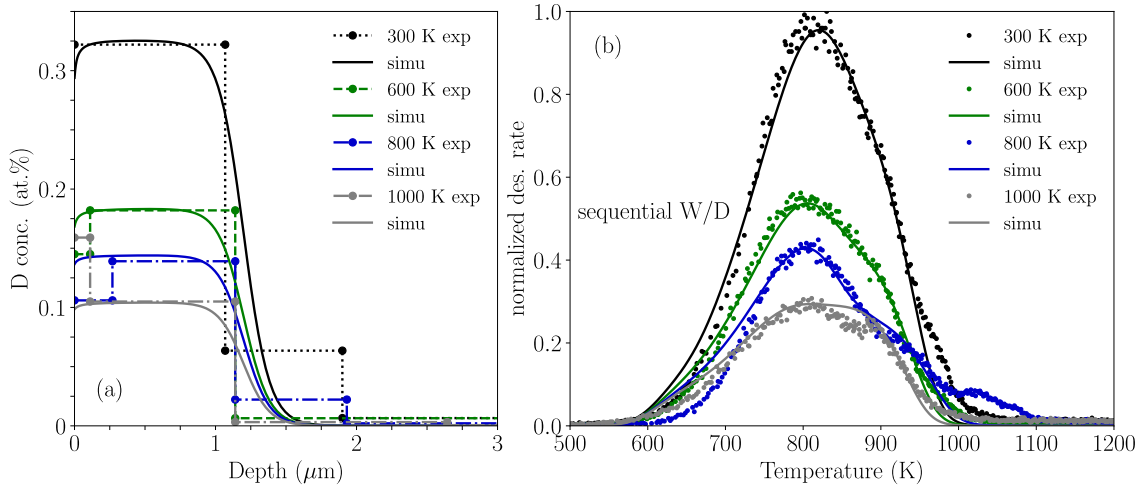 0.3
0.2
0.1
0
D conc. (at.%)
300 K exp
simu
600 K exp
simu
800 K exp
simu
1000 K exp
simu
(a)
0
1
2
3
Depth (μm)
1.0
0.8
0.6
0.4
0.2
0.0
normalized des. rate
(b)
300 K exp
simu
600 K exp
simu
800 K exp
simu
1000 K exp
simu
sequential W/D
500
600
700
800
900
1000
1100
1200
Temperature (K)